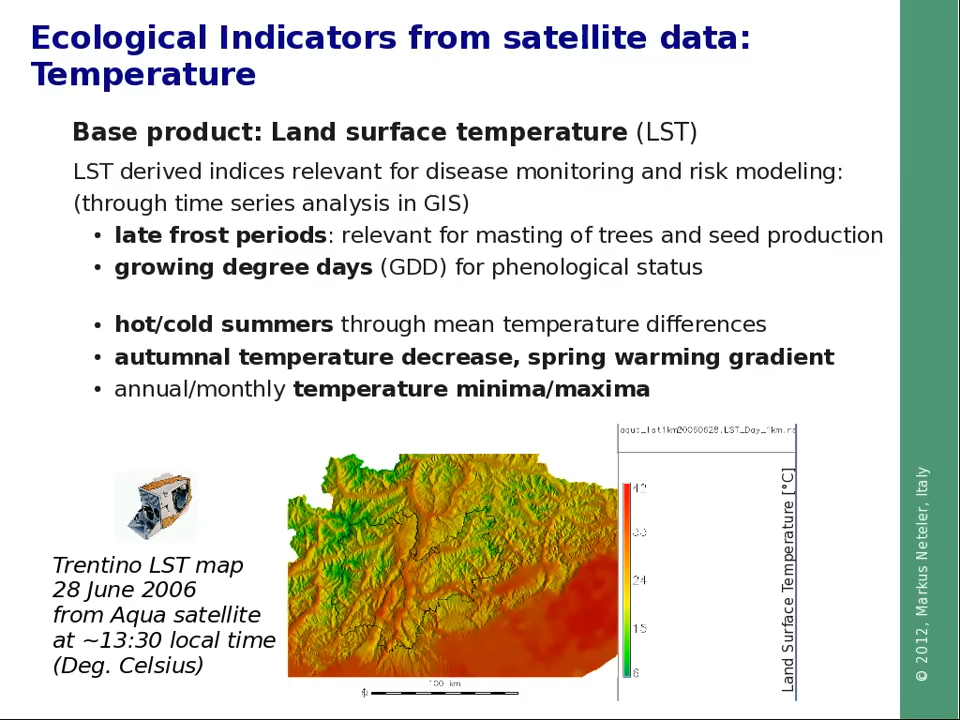 Ecological Indicators from satellite data:
Temperature
Base product: Land surface temperature (LST)
LST derived indices relevant for disease monitoring and risk modeling:
(through time series analysis in GIS)
• late frost periods: relevant for masting of trees and seed production
• growing degree days (GDD) for phenological status
• hot/cold summers through mean temperature differences
• autumnal temperature decrease, spring warming gradient
• annual/monthly temperature minima/maxima
Trentino LST map
28 June 2006
from Aqua satellite
at ~13:30 local time
(Deg. Celsius)
100 km
42
33
24
15
6
Land Surface Temperature [°C]
© 2012, Markus Neteler, Italy